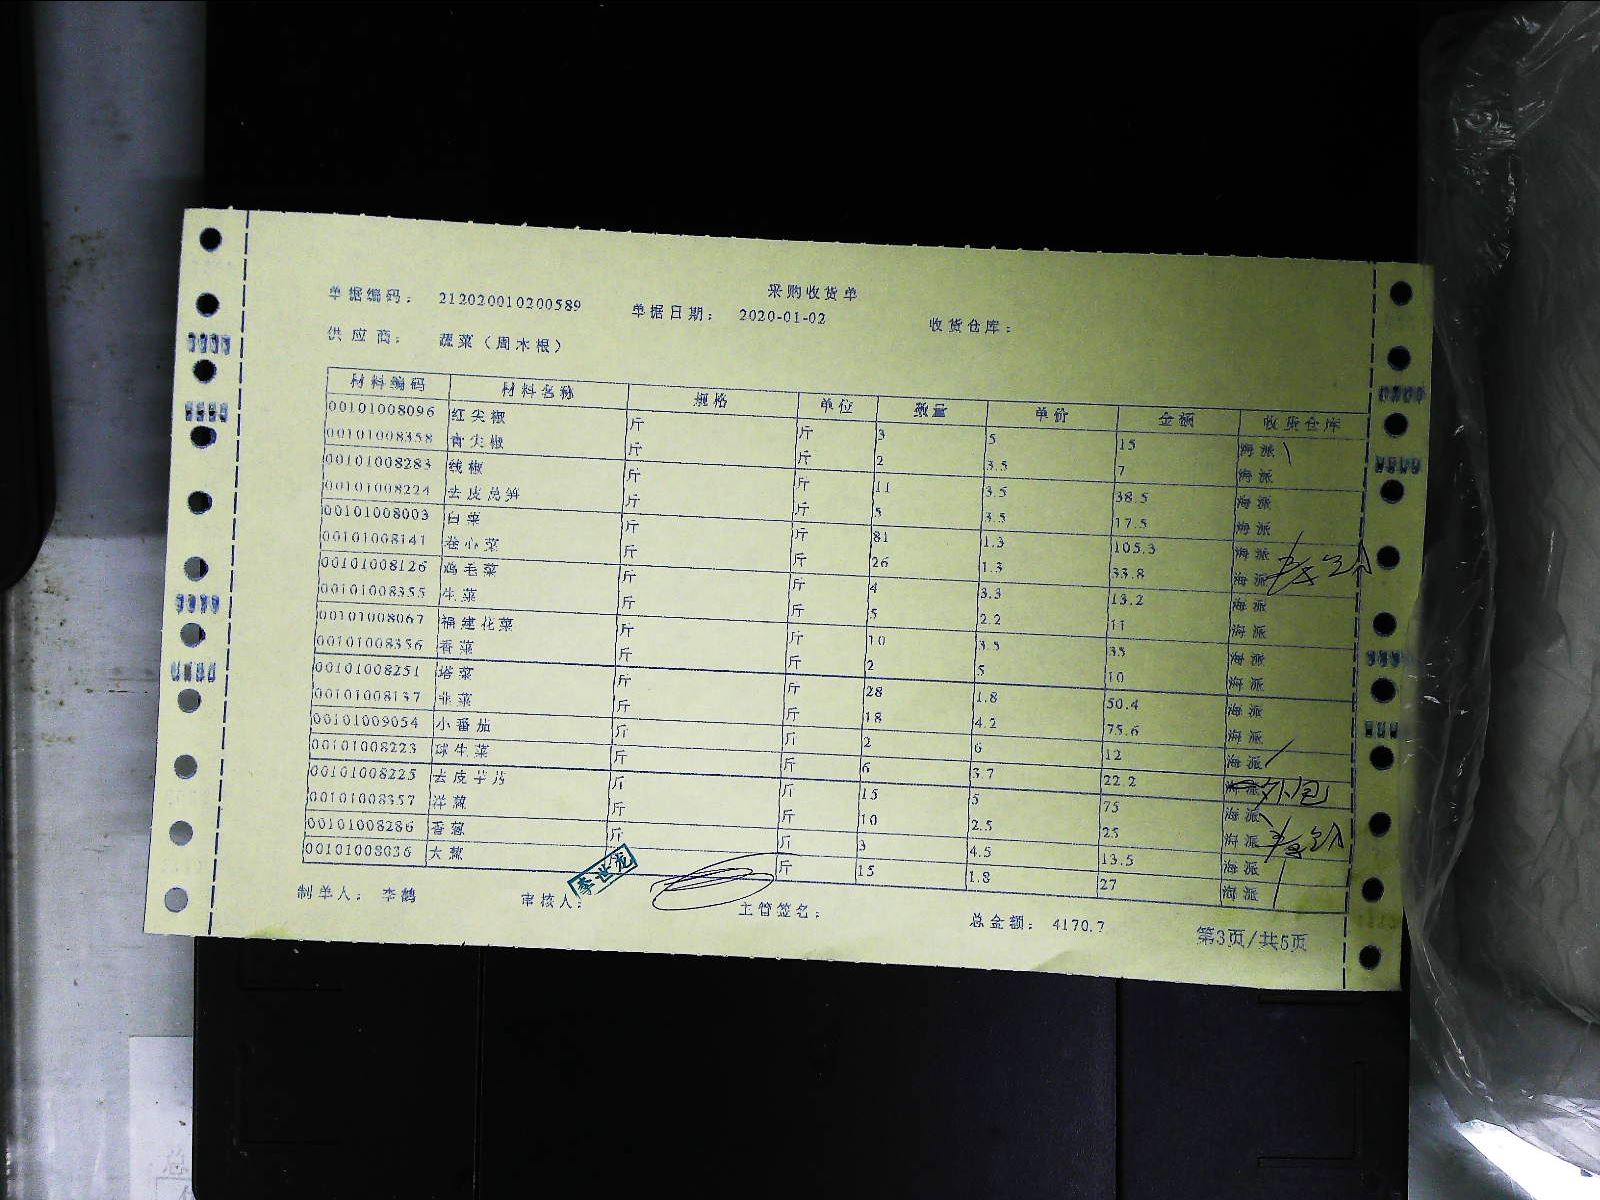 采购收货单
单据编码： 212020010200589 单据日期： 2020-01-02 收货仓库：
供应商： 蔬菜（周木根）
材料编码 材料名称 规格 单位 数量 单价 金额 收货仓库
00101008096 红尖椒 斤 斤 3 5 15 海派
00101008358 青尖椒 斤 斤 2 3.5 7 海派
00101008283 线椒 斤 斤 11 3.5 38.5 海派
00101008224 去皮莴笋 斤 斤 5 3.5 17.5 海派
00101008003 白菜 斤 斤 81 1.3 105.3 海派
00101008141 卷心菜 斤 斤 26 1.3 33.8 海派
00101008126 鸡毛菜 斤 斤 4 3.3 13.2 海派
00101008355 生菜 斤 斤 5 2.2 11 海派
00101008067 福建花菜 斤 斤 10 3.5 35 海派
00101008356 香菜 斤 斤 2 5 10 海派
00101008251 塔菜 斤 斤 28 1.8 50.4 海派
00101008137 韭菜 斤 斤 18 4.2 75.6 海派
00101009054 小番茄 斤 斤 2 6 12 海派
00101008223 球生菜 斤 斤 6 3.7 22.2 海派 外包
00101008225 去皮芋艿 斤 斤 15 5 75 海派
00101008357 洋葱 斤 斤 10 2.5 25 海派
00101008286 香葱 斤 斤 3 4.5 13.5 海派
00101008036 大葱 斤 15 1.8 27 海派
制单人： 李鹤 审核人： 李世龙 主管签名： 总金额： 4170.7
第3页/共5页